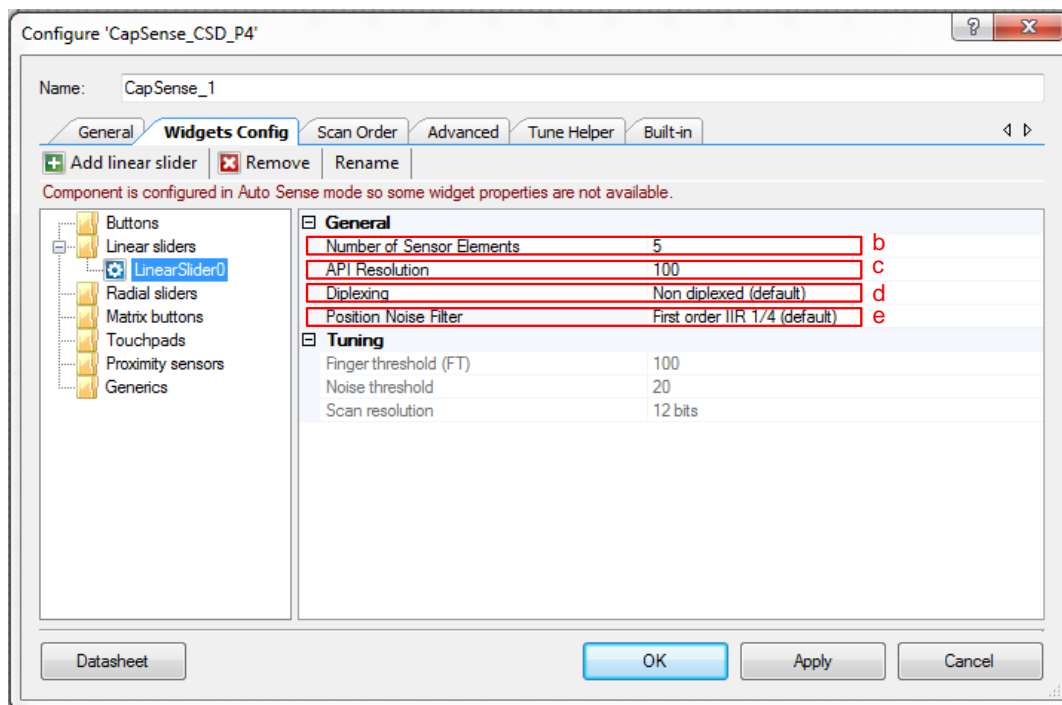 Configure 'CapSense_CSD_P4'
Name: CapSense_1
General Widgets Config Scan Order Advanced Tune Helper Built-in
Add linear slider Remove Rename
Component is configured in Auto Sense mode so some widget properties are not available.
Buttons
Linear sliders
LinearSlider0
Radial sliders
Matrix buttons
Touchpads
Proximity sensors
Generics
General
Number of Sensor Elements 5 b
API Resolution 100 c
Diplexing Non diplexed (default) d
Position Noise Filter First order IIR 1/4 (default) e
Tuning
Finger threshold (FT) 100
Noise threshold 20
Scan resolution 12 bits
Datasheet OK Apply Cancel